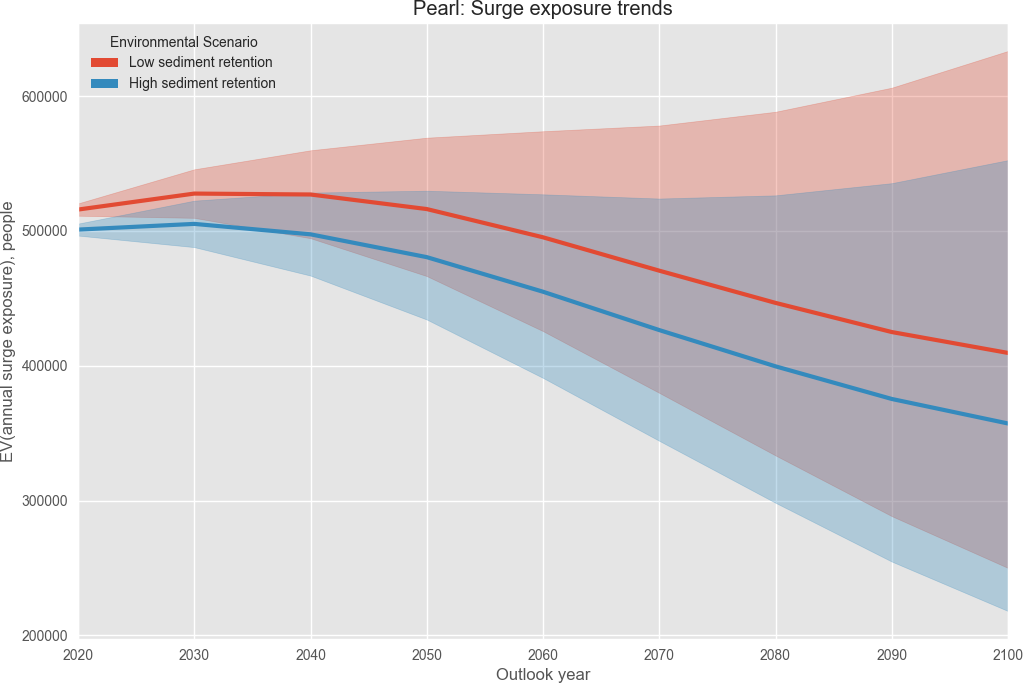 Pearl: Surge exposure trends
Environmental Scenario
Low sediment retention
High sediment retention
EV(annual surge exposure), people
600000
500000
400000
300000
200000
2020 2030 2040 2050 2060 2070 2080 2090 2100
Outlook year